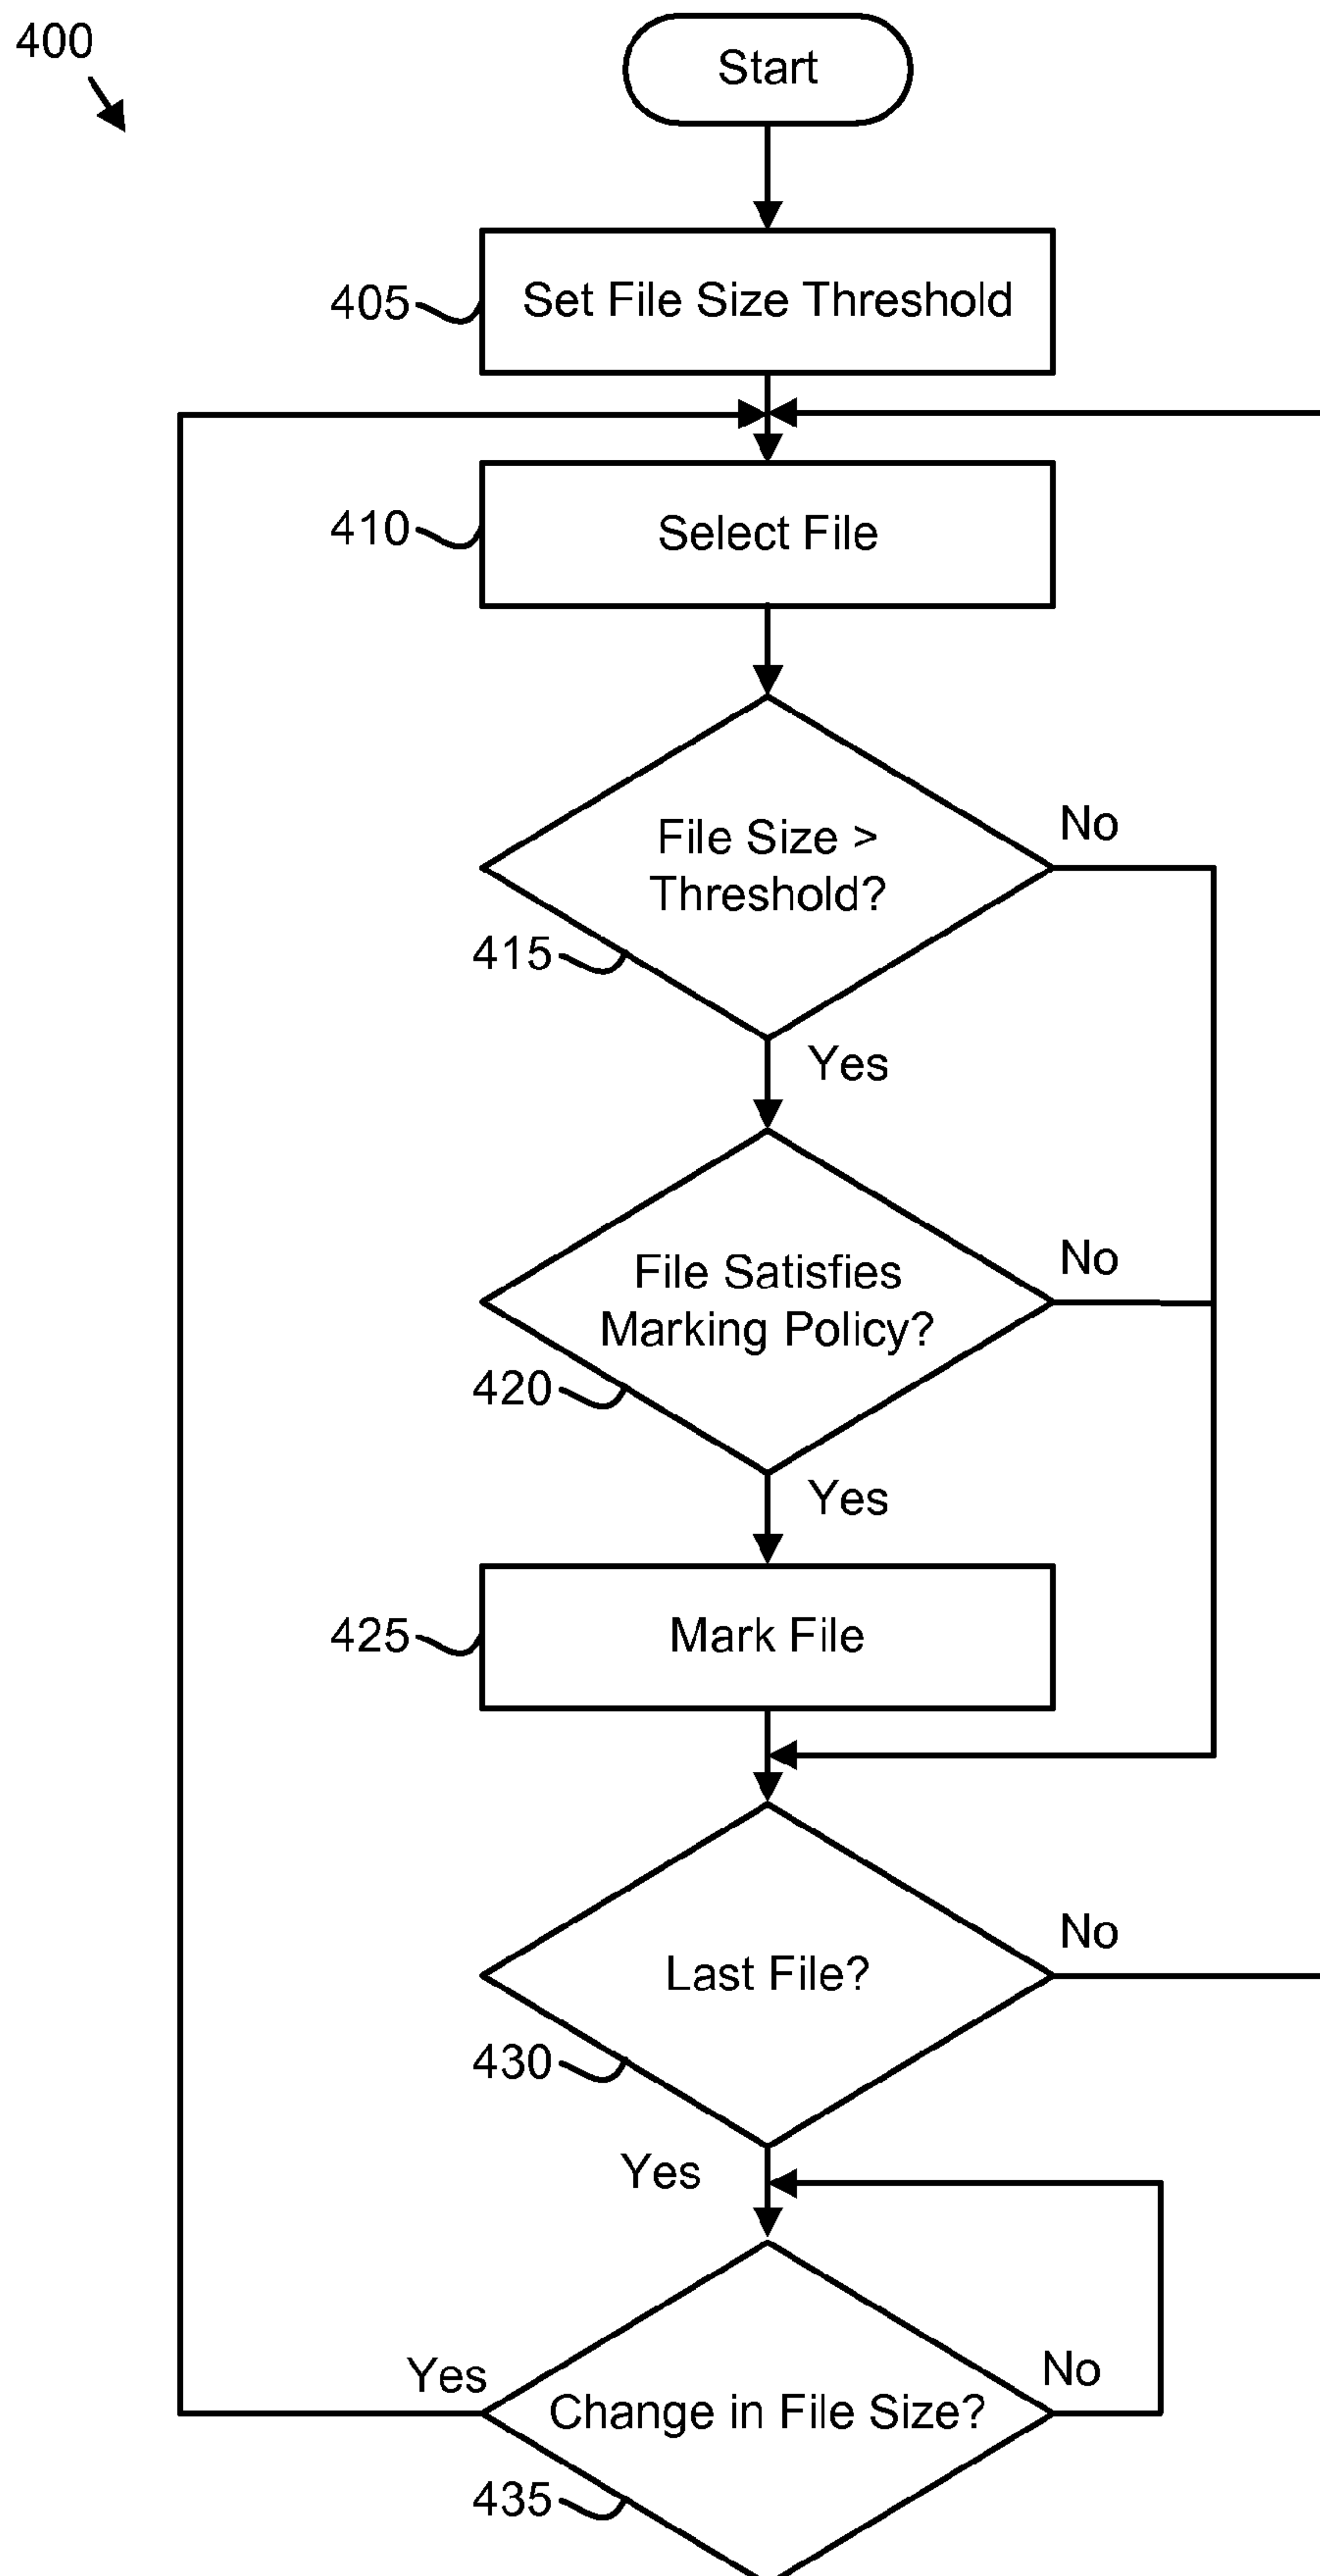 400
Start
405
Set File Size Threshold
410
Select File
File Size >
Threshold?
No
415
Yes
File Satisfies
Marking Policy?
No
420
Yes
425
Mark File
Last File?
No
430
Yes
Yes
Change in File Size?
No
435